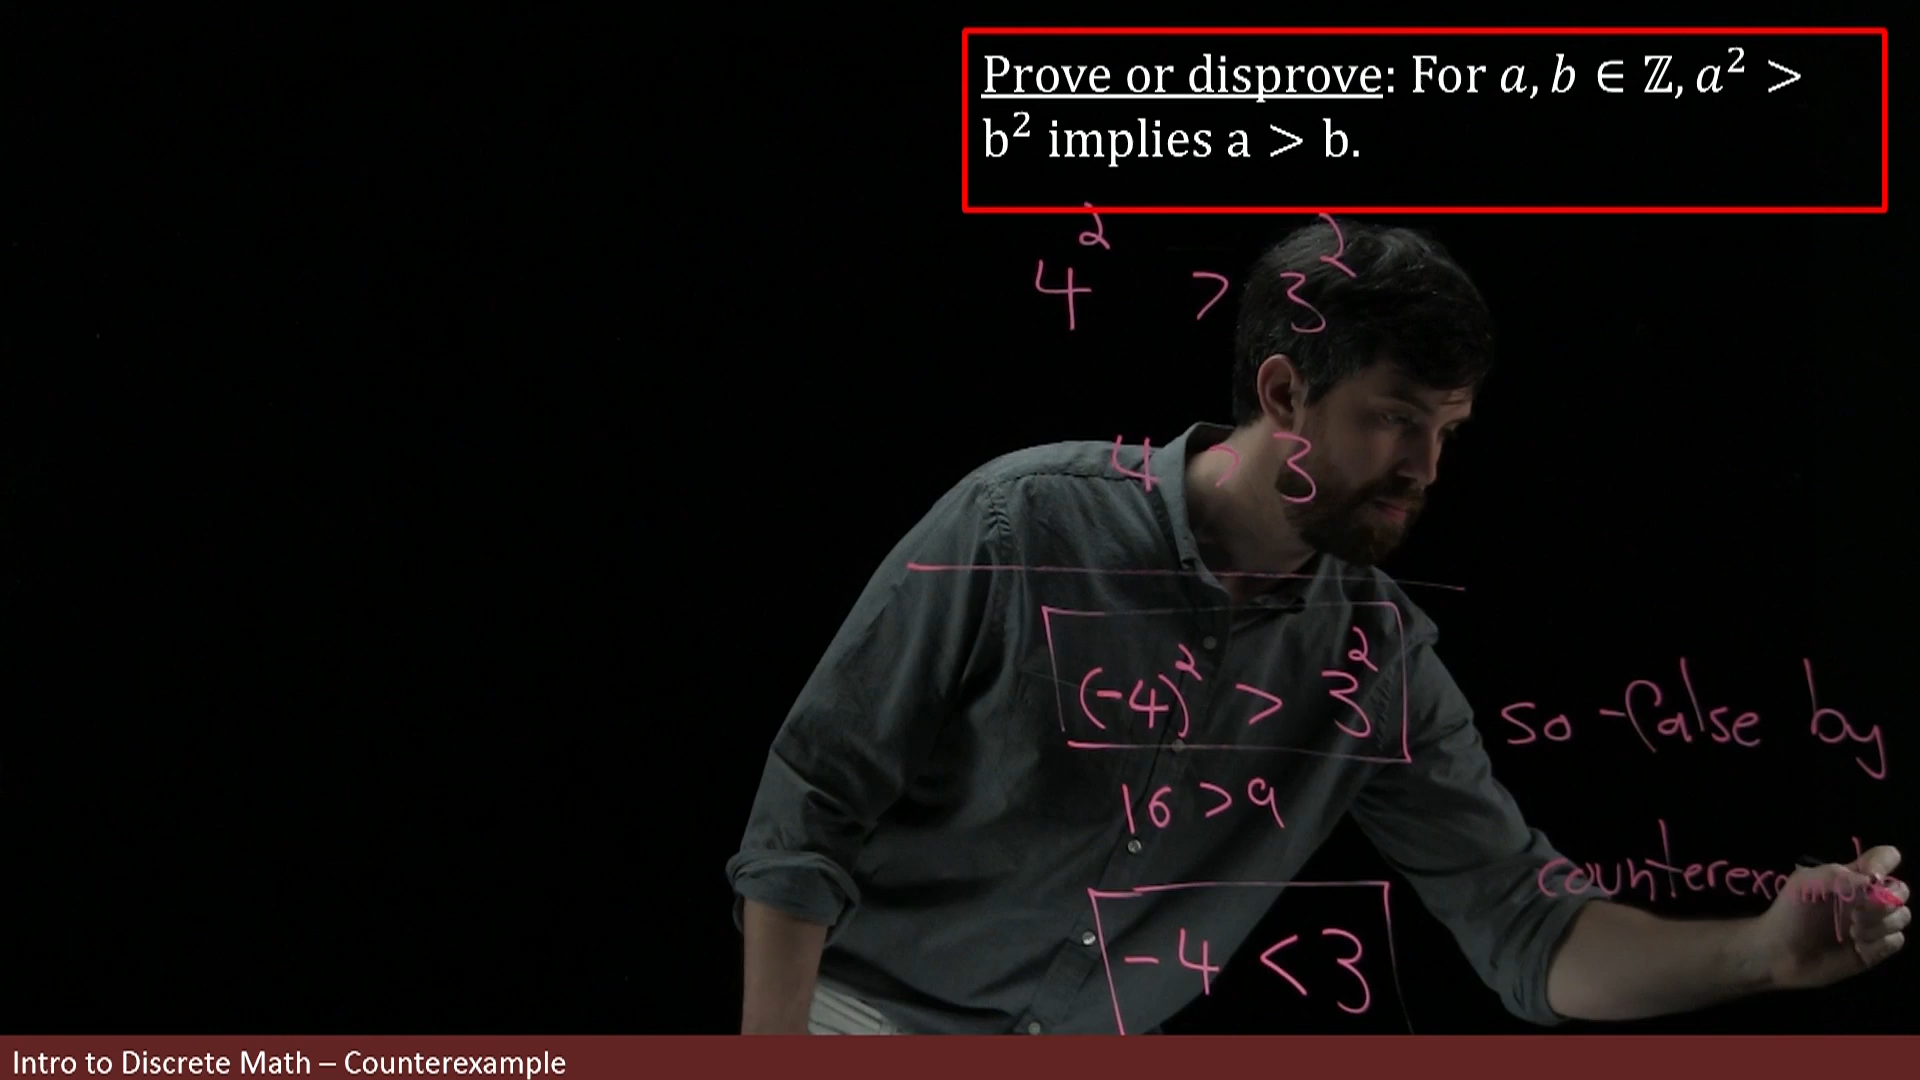 Prove or disprove: For a, b ∈ ℤ, a² >
b² implies a > b.
4² > 3²
4 > 3
(-4)² > 3²
16 > 9
so false by
counterexample
-4 < 3
Intro to Discrete Math – Counterexample